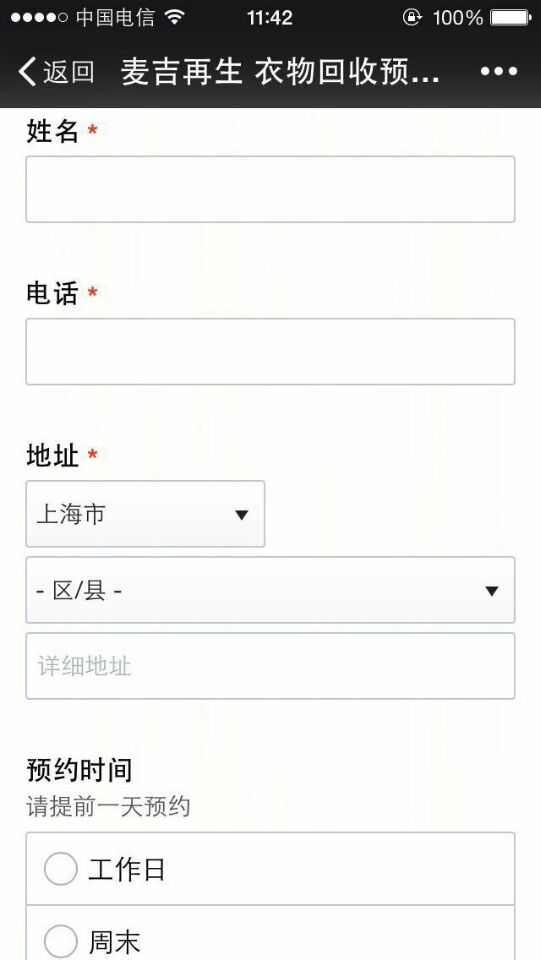 中国电信 11:42 100%
返回 麦吉再生 衣物回收预...
姓名 *
电话 *
地址 *
上海市
- 区/县 -
详细地址
预约时间
请提前一天预约
工作日
周末